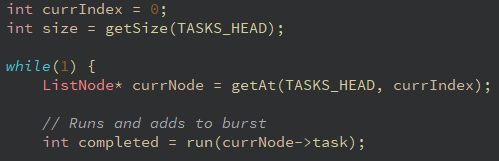 int currIndex = 0;
int size = getSize(TASKS_HEAD);
while(1) {
ListNode* currNode = getAt(TASKS_HEAD, currIndex);
// Runs and adds to burst
int completed = run(currNode->task);